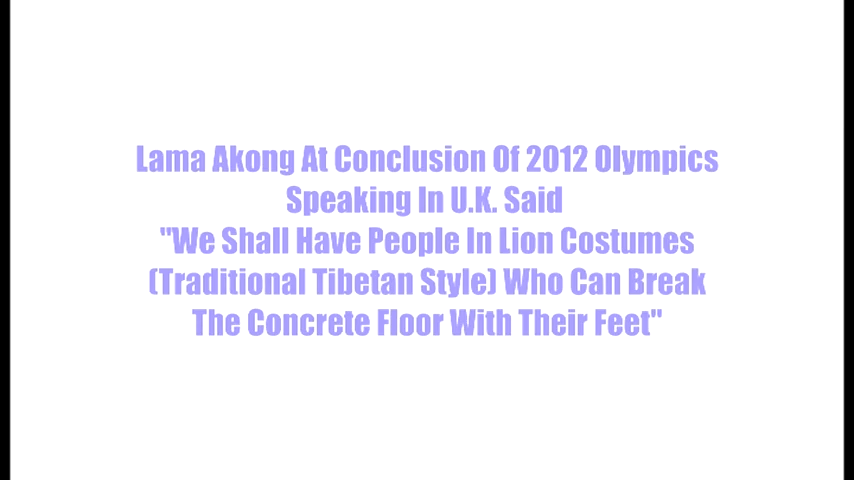 Lama Akong At Conclusion Of 2012 Olympics
Speaking In U.K. Said
"We Shall Have People In Lion Costumes
(Traditional Tibetan Style) Who Can Break
The Concrete Floor With Their Feet"